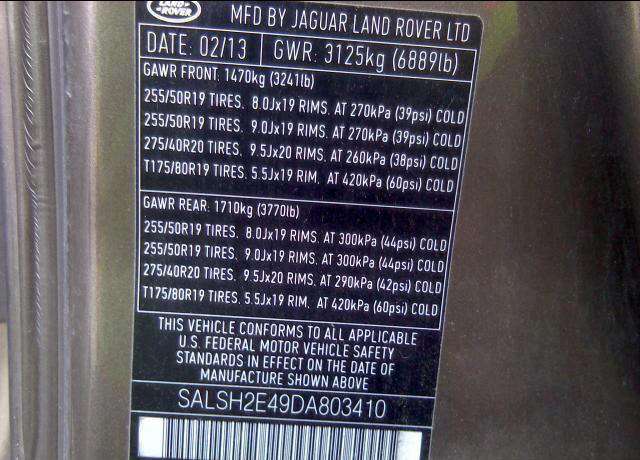 LAND
ROVER
MFD BY JAGUAR LAND ROVER LTD
DATE: 02/13 GWR: 3125kg (6889lb)
GAWR FRONT: 1470kg (3241lb)
255/50R19 TIRES. 8.0Jx19 RIMS. AT 270kPa (39psi) COLD
255/50R19 TIRES. 9.0Jx19 RIMS. AT 270kPa (39psi) COLD
275/40R20 TIRES. 9.5Jx20 RIMS. AT 260kPa (38psi) COLD
T175/80R19 TIRES. 5.5Jx19 RIM. AT 420kPa (60psi) COLD
GAWR REAR: 1710kg (3770lb)
255/50R19 TIRES. 8.0Jx19 RIMS. AT 300kPa (44psi) COLD
255/50R19 TIRES. 9.0Jx19 RIMS. AT 300kPa (44psi) COLD
275/40R20 TIRES. 9.5Jx20 RIMS. AT 290kPa (42psi) COLD
T175/80R19 TIRES. 5.5Jx19 RIM. AT 420kPa (60psi) COLD
THIS VEHICLE CONFORMS TO ALL APPLICABLE
U.S. FEDERAL MOTOR VEHICLE SAFETY
STANDARDS IN EFFECT ON THE DATE OF
MANUFACTURE SHOWN ABOVE
SALSH2E49DA803410